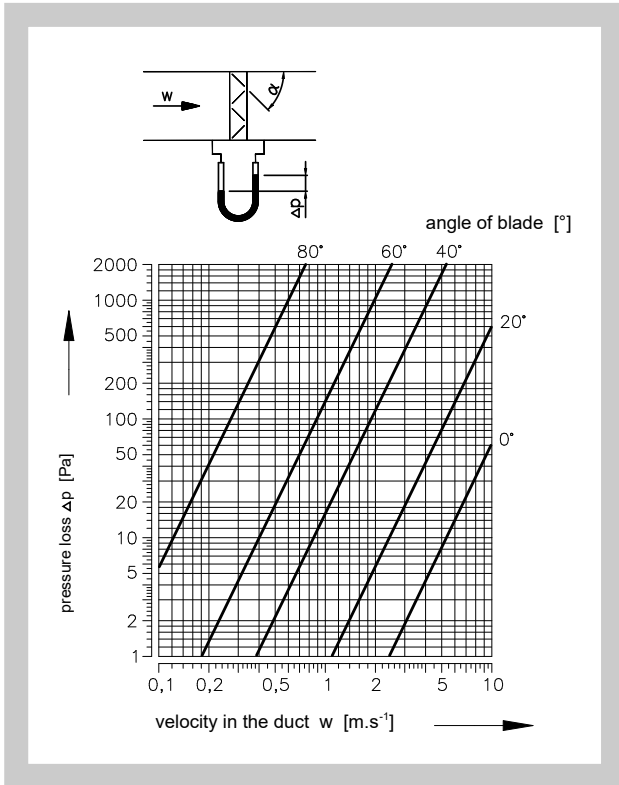 w
α
Δp
angle of blade [°]
80° 60° 40°
2000
1000
500
200
100
50
20
10
5
2
1
20°
0°
pressure loss Δp [Pa]
0,1 0,2 0,5 1 2 5 10
velocity in the duct w [m.s⁻¹]